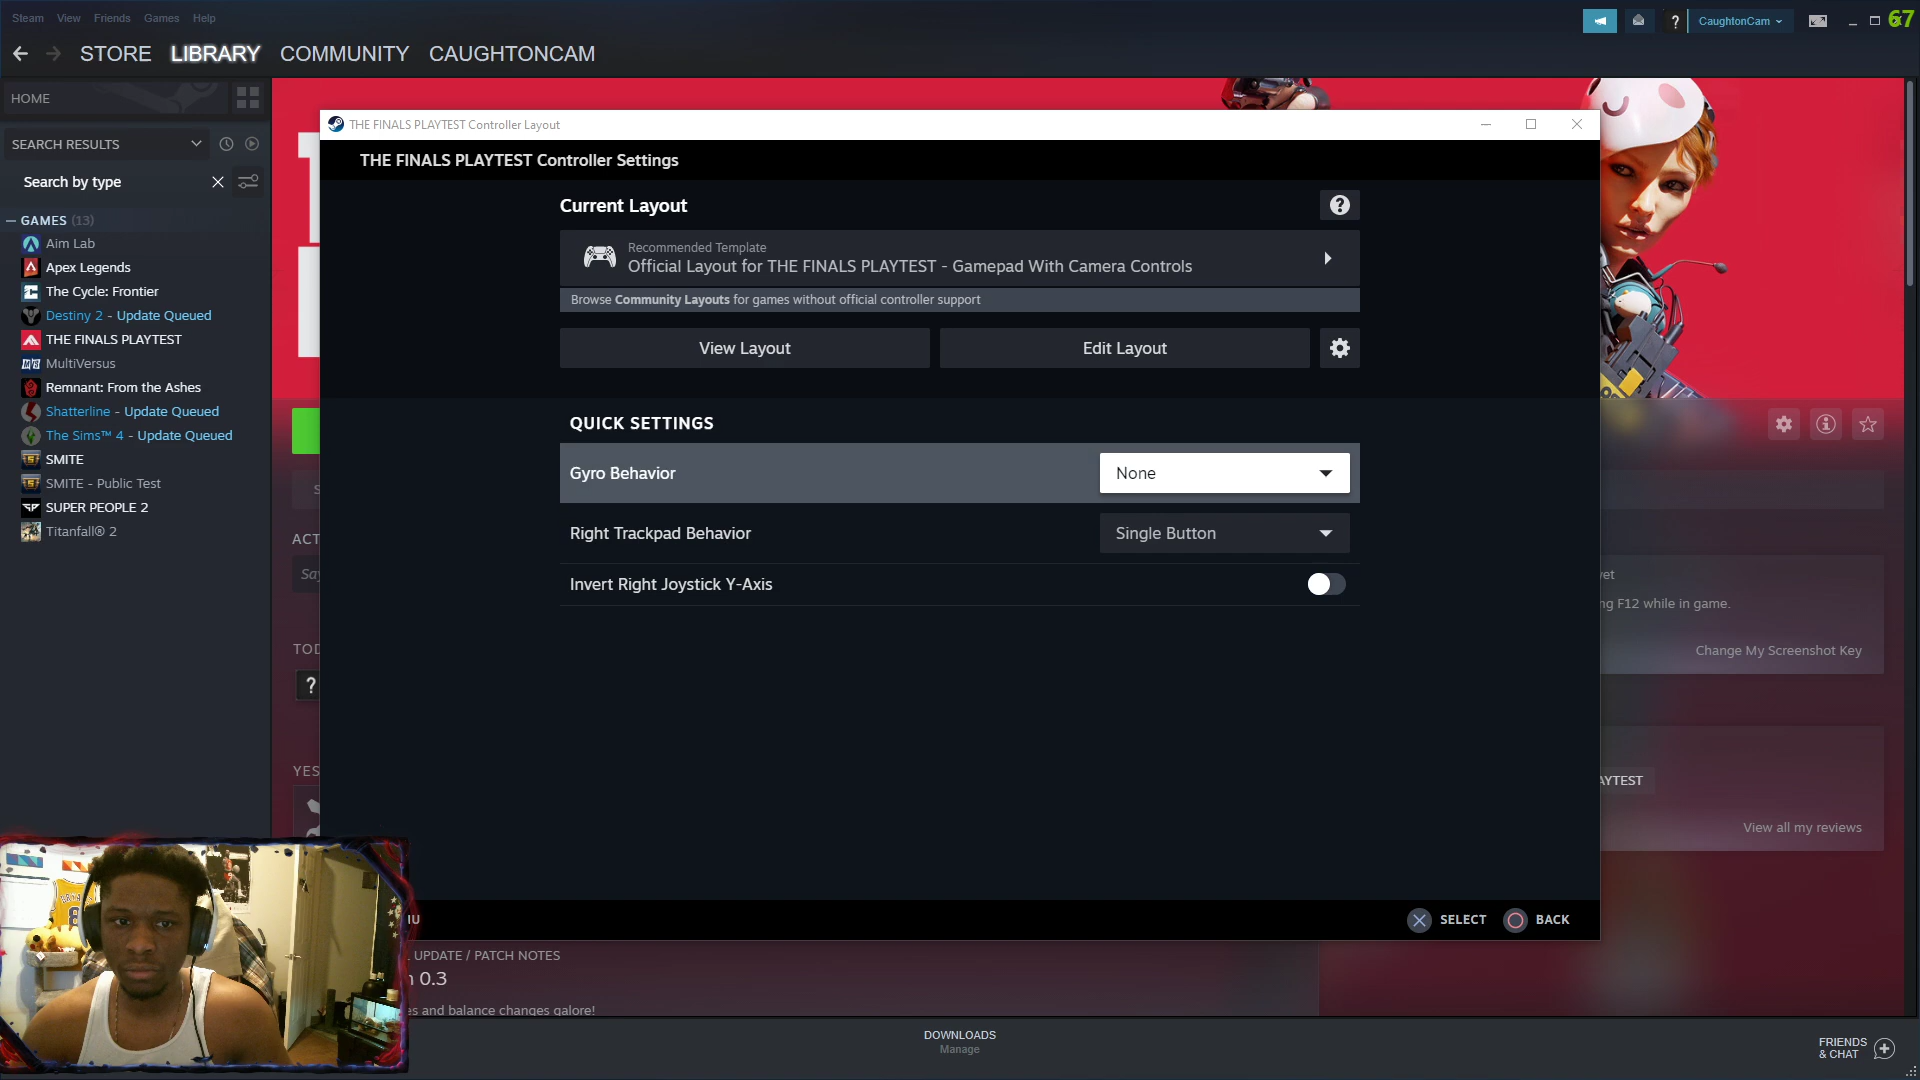 Steam View Friends Games Help
CaughtonCam
67
STORE LIBRARY COMMUNITY CAUGHTONCAM
HOME
SEARCH RESULTS
Search by type
GAMES (13)
Aim Lab
Apex Legends
The Cycle: Frontier
Destiny 2 - Update Queued
THE FINALS PLAYTEST
MultiVersus
Remnant: From the Ashes
Shatterline - Update Queued
The Sims™ 4 - Update Queued
SMITE
SMITE - Public Test
SUPER PEOPLE 2
Titanfall® 2
THE FINALS PLAYTEST Controller Layout
THE FINALS PLAYTEST Controller Settings
Current Layout
Recommended Template
Official Layout for THE FINALS PLAYTEST - Gamepad With Camera Controls
Browse Community Layouts for games without official controller support
View Layout
Edit Layout
QUICK SETTINGS
Gyro Behavior
None
Right Trackpad Behavior
Single Button
Invert Right Joystick Y-Axis
SELECT
BACK
ACT
Say
TOD
YES
yet
ng F12 while in game.
Change My Screenshot Key
AYTEST
View all my reviews
NU
UPDATE / PATCH NOTES
n 0.3
es and balance changes galore!
DOWNLOADS
Manage
FRIENDS
& CHAT